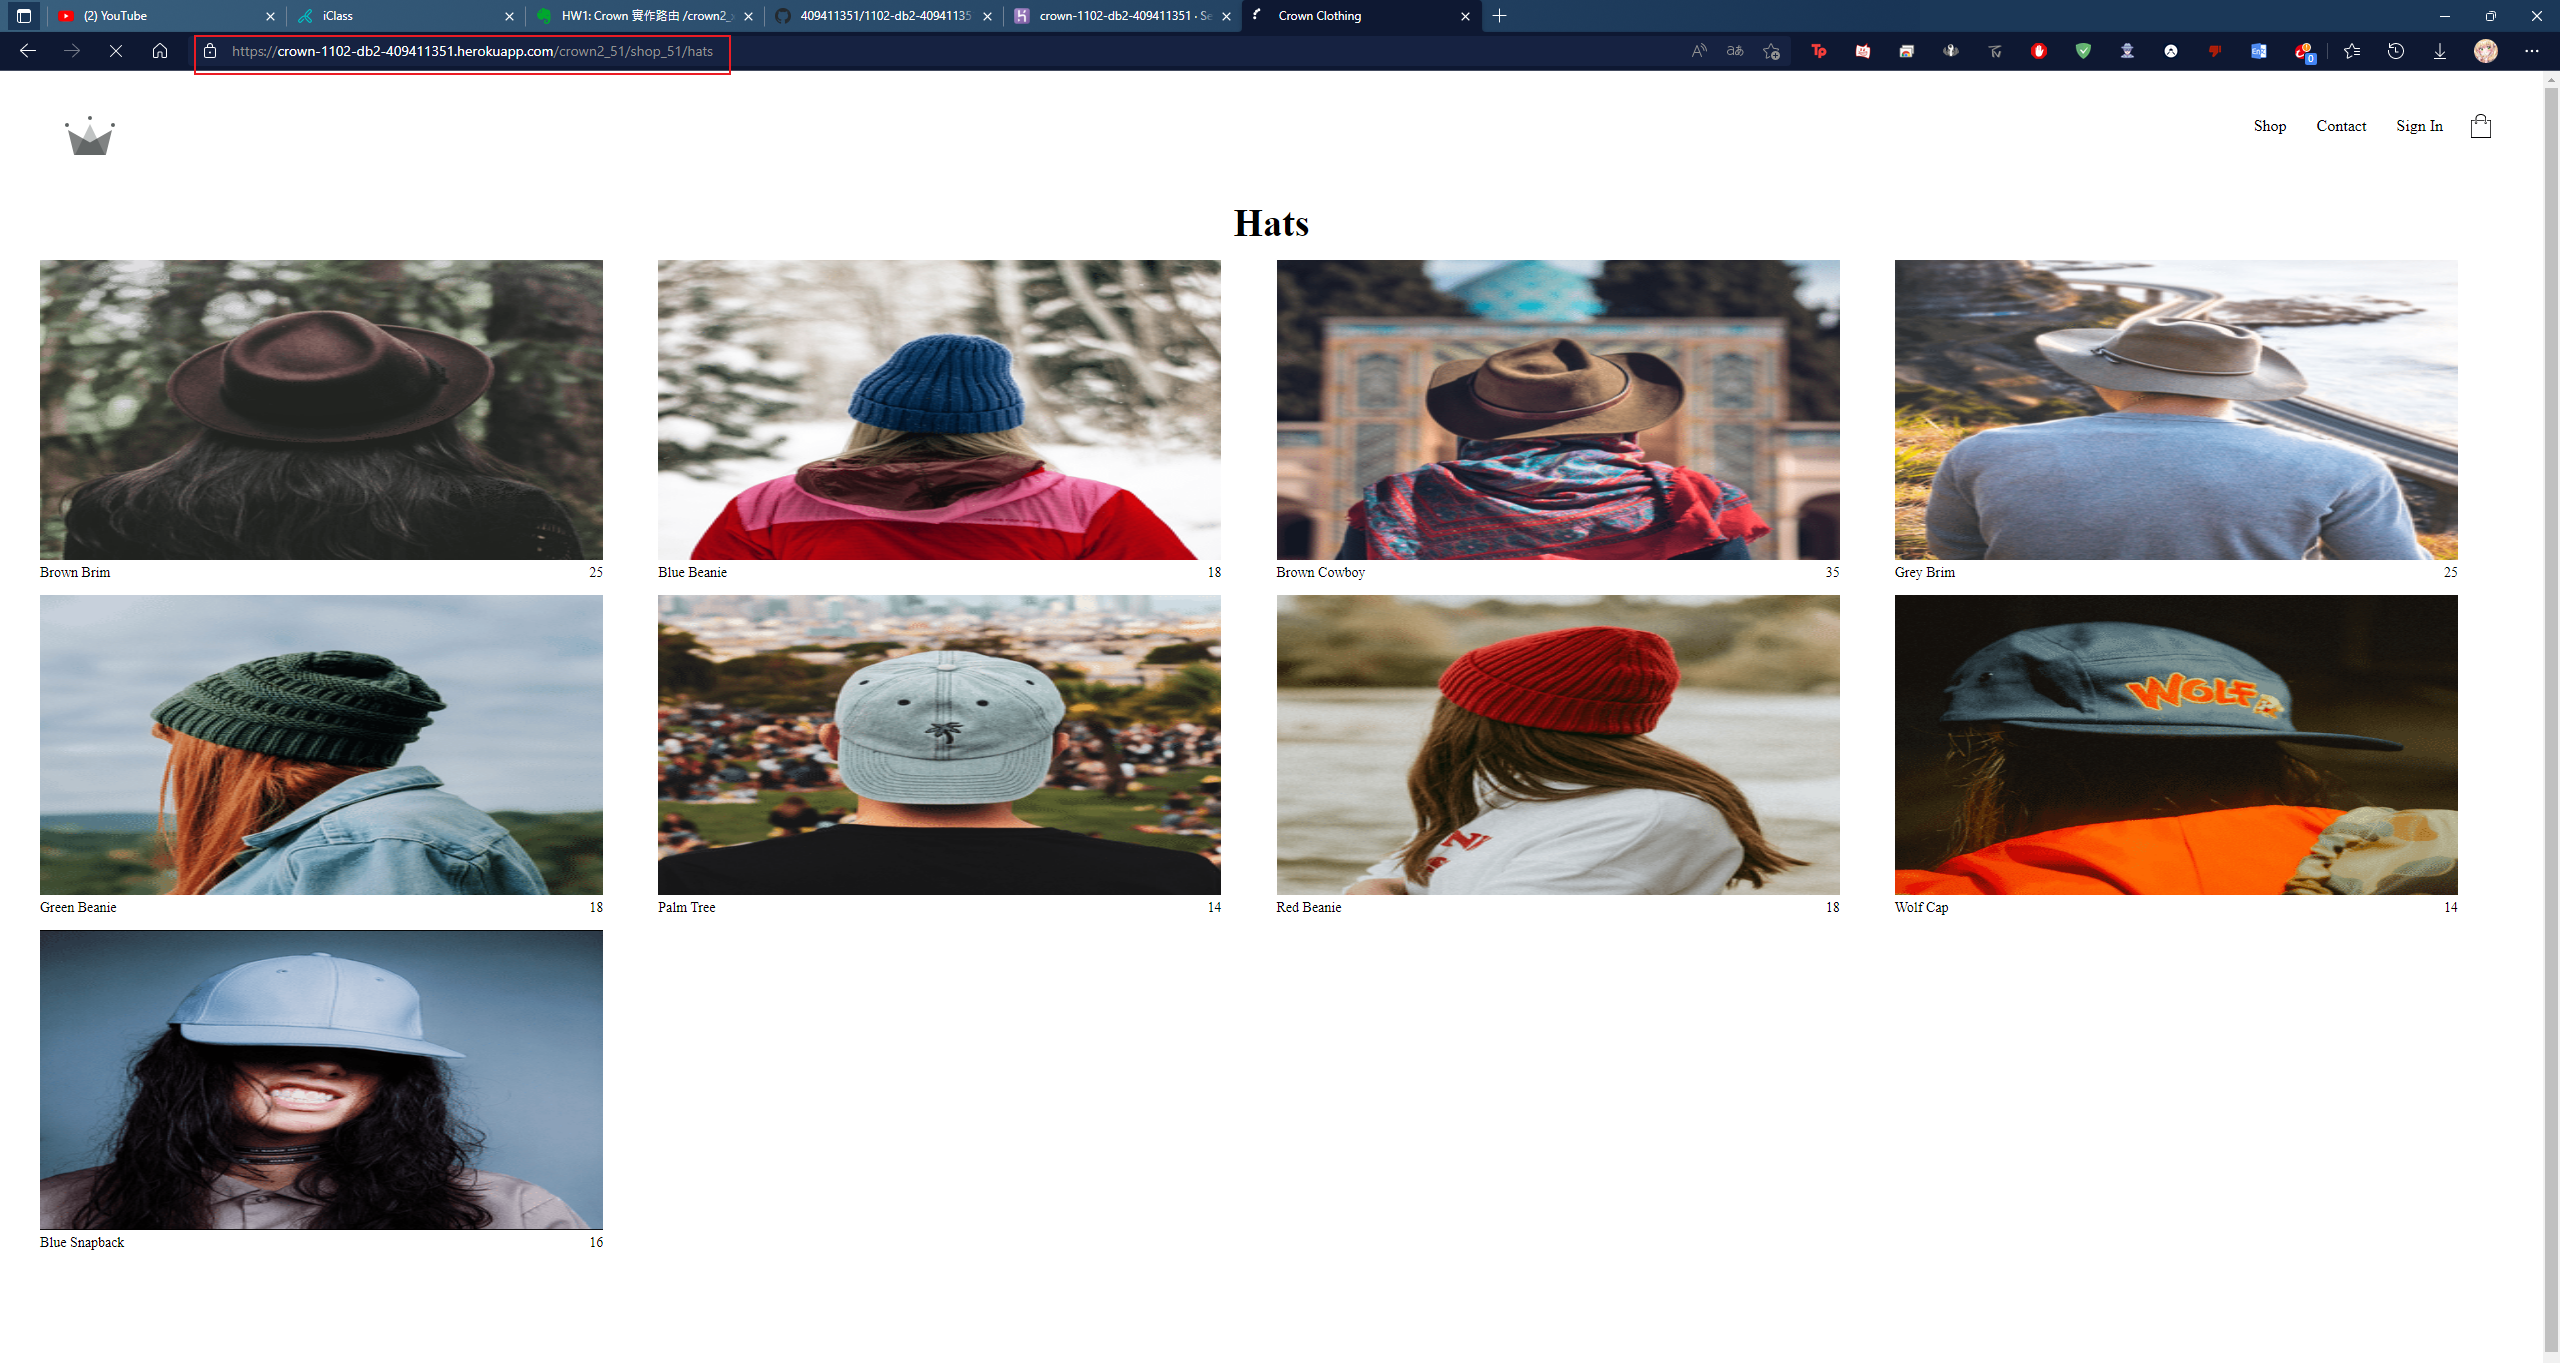 (2) YouTube
iClass
HW1: Crown 實作路由 /crown2_
409411351/1102-db2-40941135
crown-1102-db2-409411351 · Se
Crown Clothing
https://crown-1102-db2-409411351.herokuapp.com/crown2_51/shop_51/hats
Shop Contact Sign In
Hats
Brown Brim 25
Blue Beanie 18
Brown Cowboy 35
Grey Brim 25
WOLF
Green Beanie 18
Palm Tree 14
Red Beanie 18
Wolf Cap 14
Blue Snapback 16